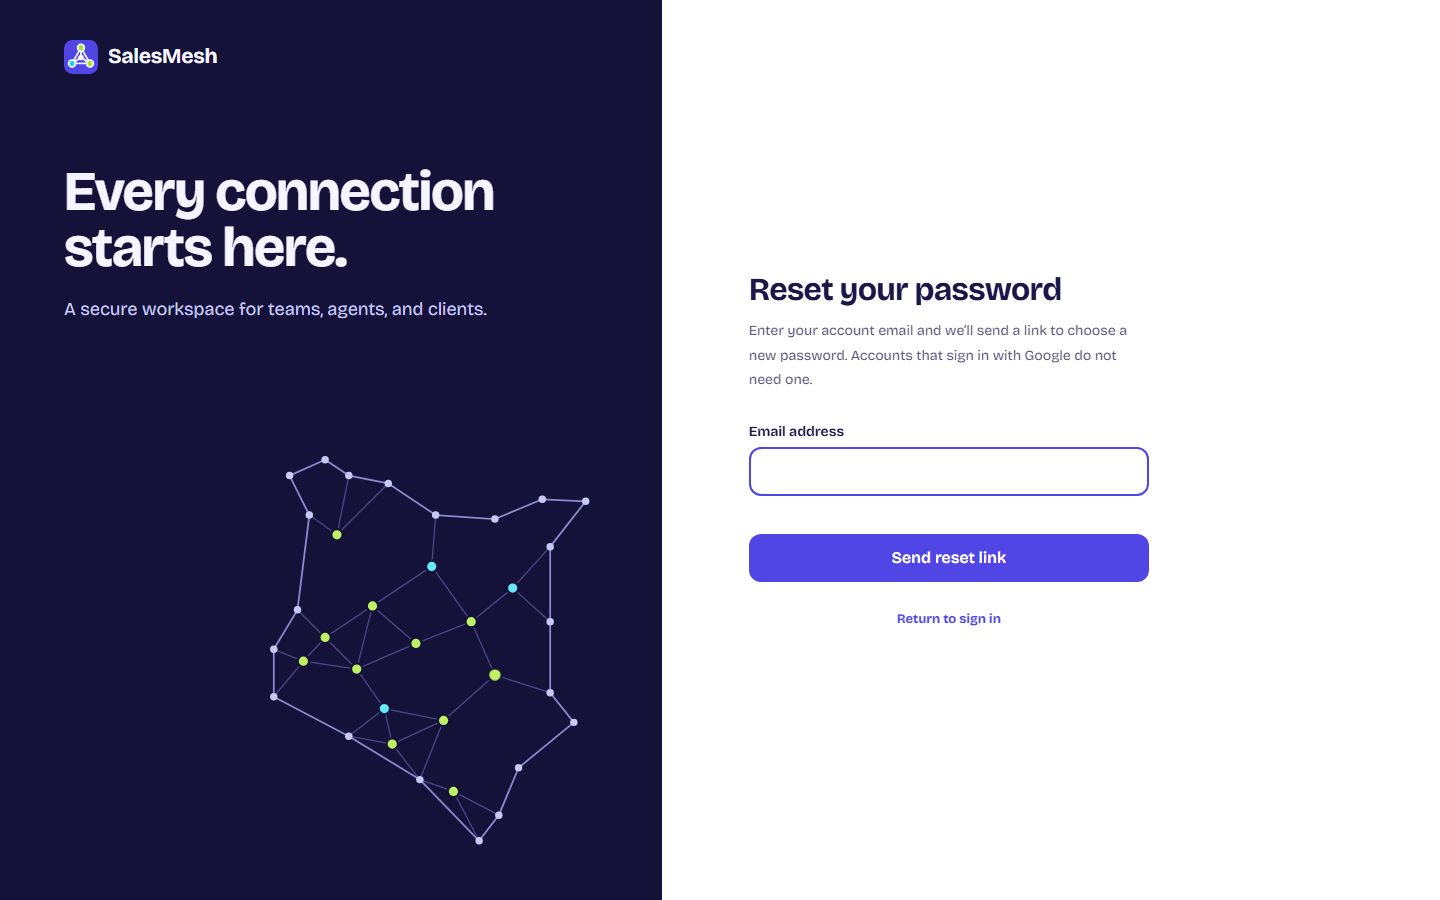 SalesMesh
Every connection
starts here.
A secure workspace for teams, agents, and clients.
Reset your password
Enter your account email and we'll send a link to choose a
new password. Accounts that sign in with Google do not
need one.
Email address
Send reset link
Return to sign in